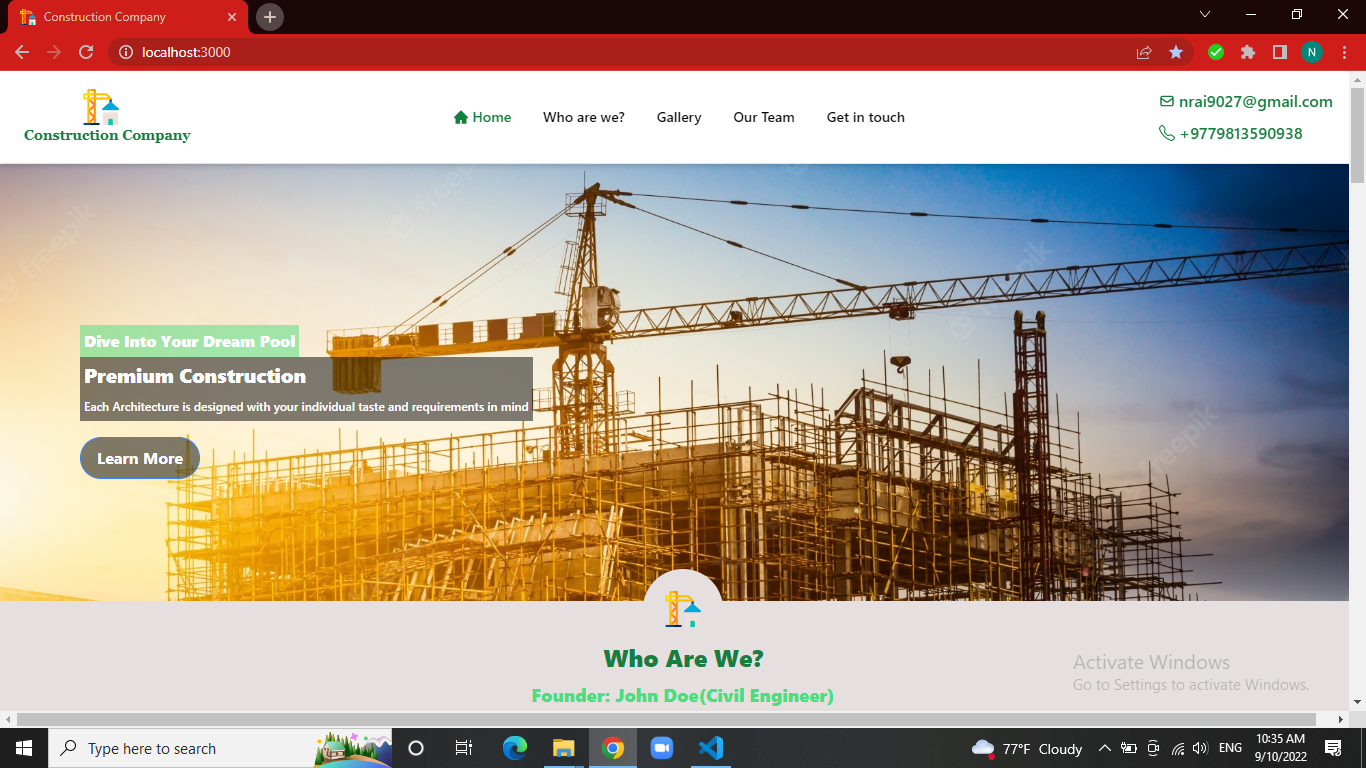 Construction Company
localhost:3000
N
Construction Company
Home
Who are we?
Gallery
Our Team
Get in touch
nrai9027@gmail.com
+9779813590938
freepik
freepik
freepik
freepik
Dive Into Your Dream Pool
Premium Construction
Each Architecture is designed with your individual taste and requirements in mind
Learn More
Who Are We?
Founder: John Doe(Civil Engineer)
Activate Windows
Go to Settings to activate Windows.
Type here to search
77°F Cloudy
ENG
10:35 AM
9/10/2022